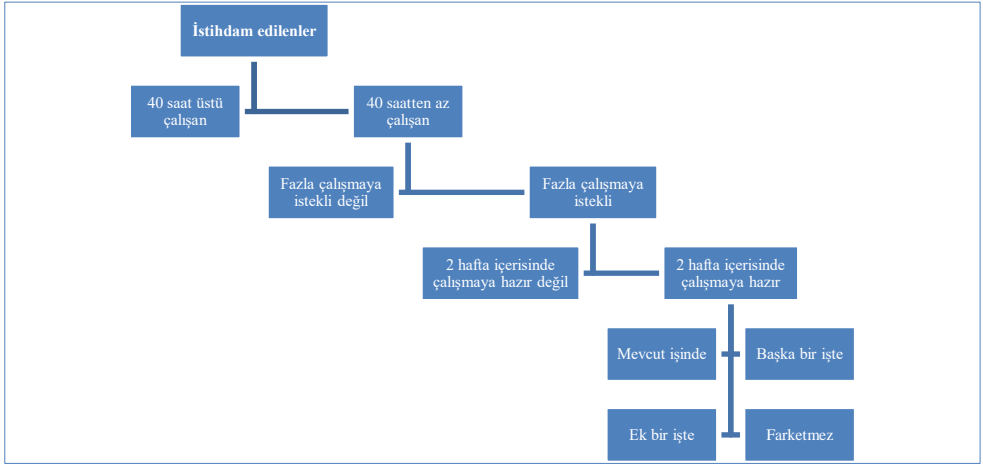 İstihdam edilenler
40 saat üstü
çalışan
40 saatten az
çalışan
Fazla çalışmaya
istekli değil
Fazla çalışmaya
istekli
2 hafta içerisinde
çalışmaya hazır değil
2 hafta içerisinde
çalışmaya hazır
Mevcut işinde
Başka bir işte
Ek bir işte
Farketmez